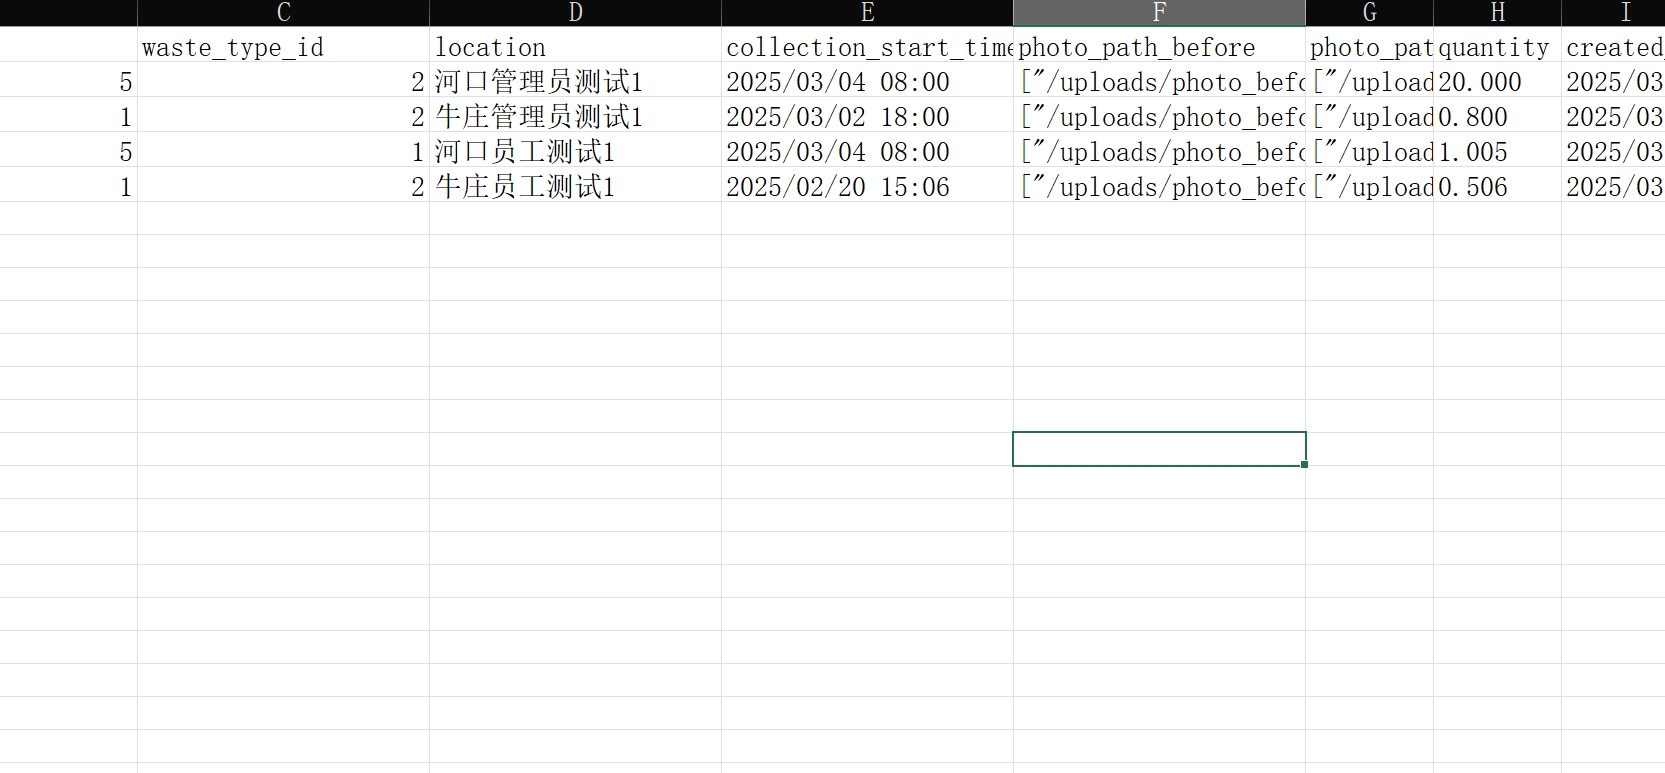 C D E F G H I
waste_type_id location collection_start_time photo_path_before photo_pat quantity created_
5 2 河口管理员测试1 2025/03/04 08:00 ["/uploads/photo_befo ["/upload 20.000 2025/03
1 2 牛庄管理员测试1 2025/03/02 18:00 ["/uploads/photo_befo ["/upload 0.800 2025/03
5 1 河口员工测试1 2025/03/04 08:00 ["/uploads/photo_befo ["/upload 1.005 2025/03
1 2 牛庄员工测试1 2025/02/20 15:06 ["/uploads/photo_befo ["/upload 0.506 2025/03